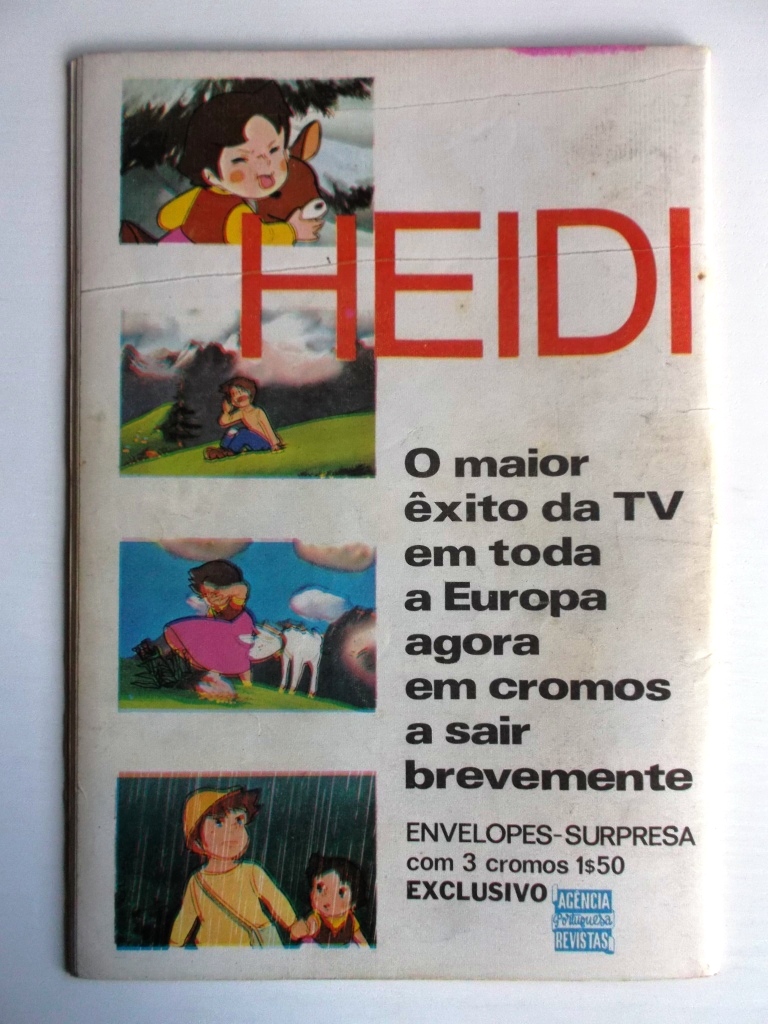 HEIDI
O maior
êxito da TV
em toda
a Europa
agora
em cromos
a sair
brevemente
ENVELOPES-SURPRESA
com 3 cromos 1$50
EXCLUSIVO
AGÊNCIA
Portuguesa
REVISTAS